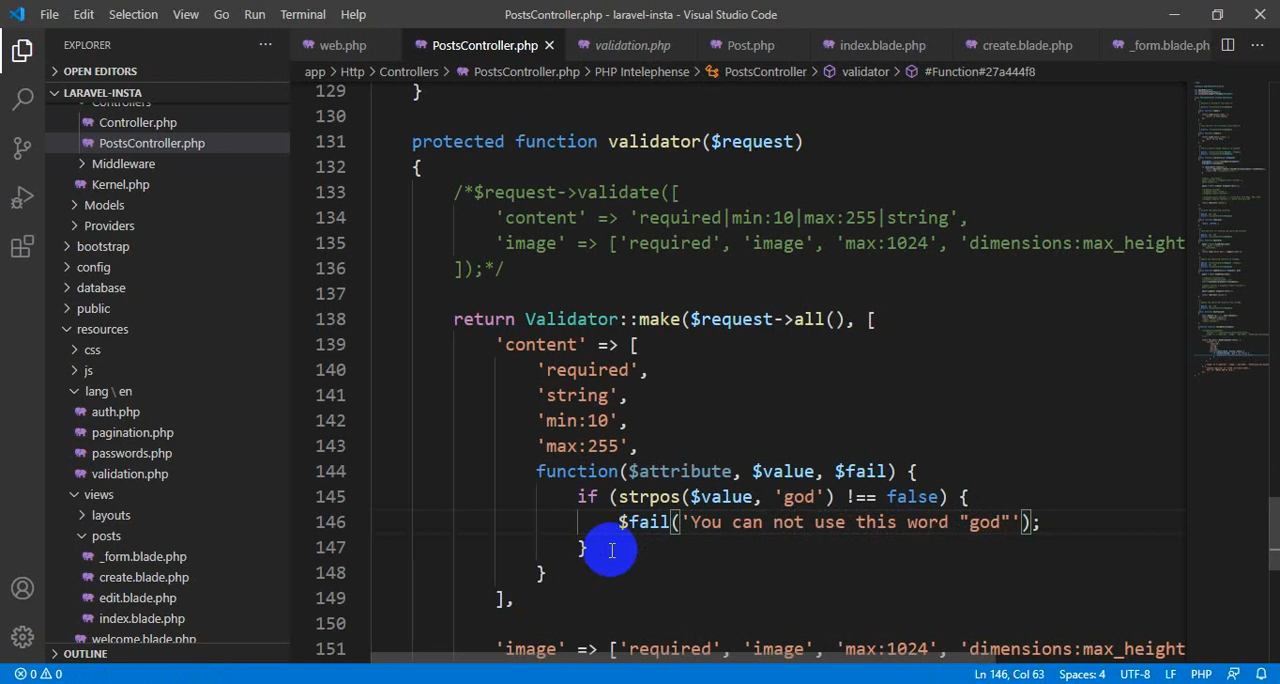 File Edit Selection View Go Run Terminal Help PostsController.php - laravel-insta - Visual Studio Code
EXPLORER
OPEN EDITORS
LARAVEL-INSTA
Controllers
Controller.php
PostsController.php
Middleware
Kernel.php
Models
Providers
bootstrap
config
database
public
resources
css
js
lang \ en
auth.php
pagination.php
passwords.php
validation.php
views
layouts
posts
_form.blade.php
create.blade.php
edit.blade.php
index.blade.php
welcome.blade.php
OUTLINE
web.php PostsController.php validation.php Post.php index.blade.php create.blade.php _form.blade.ph
app > Http > Controllers > PostsController.php > PHP Intelephense > PostsController > validator > #Function#27a444f8
129 }
130
131 protected function validator($request)
132 {
133 /*$request->validate([
134 'content' => 'required|min:10|max:255|string',
135 'image' => ['required', 'image', 'max:1024', 'dimensions:max_height
136 ]);*/
137
138 return Validator::make($request->all(), [
139 'content' => [
140 'required',
141 'string',
142 'min:10',
143 'max:255',
144 function($attribute, $value, $fail) {
145 if (strpos($value, 'god') !== false) {
146 $fail('You can not use this word "god"');
147 }
148 }
149 ],
150
151 'image' => ['required', 'image', 'max:1024', 'dimensions:max_height
0 0 Ln 146, Col 63 Spaces: 4 UTF-8 LF PHP